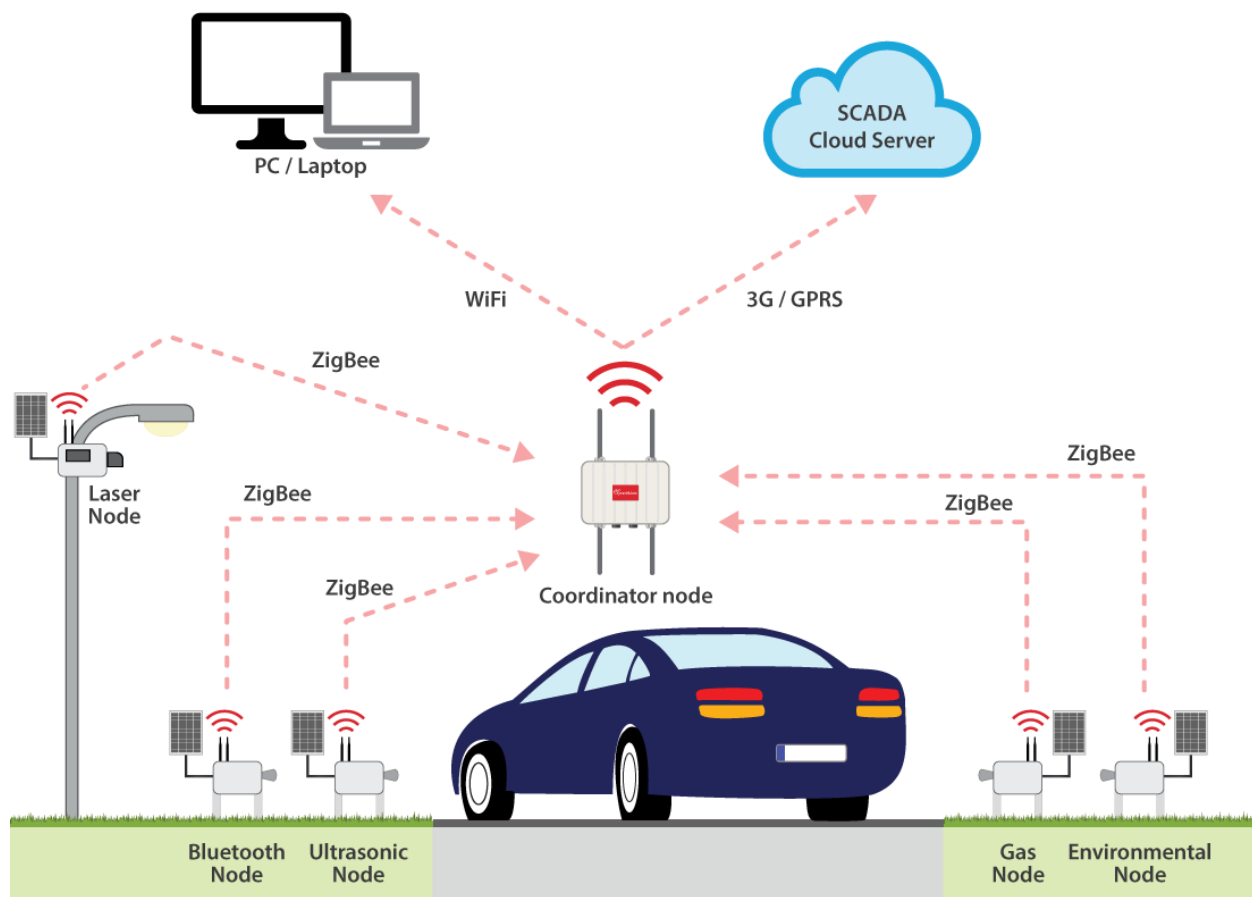 SCADA
Cloud Server
PC / Laptop
WiFi
3G / GPRS
ZigBee
ZigBee
Laser
Node
ZigBee
ZigBee
ZigBee
Coordinator node
Bluetooth
Node
Ultrasonic
Node
Gas
Node
Environmental
Node